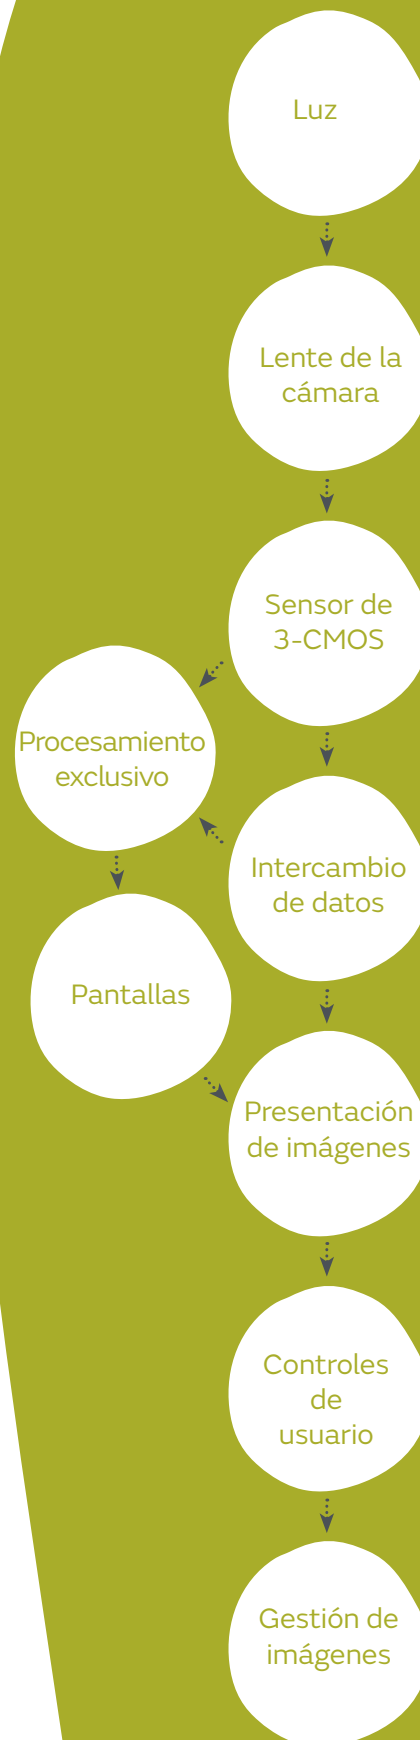 Luz
Lente de la
cámara
Sensor de
3-CMOS
Procesamiento
exclusivo
Intercambio
de datos
Pantallas
Presentación
de imágenes
Controles
de
usuario
Gestión de
imágenes